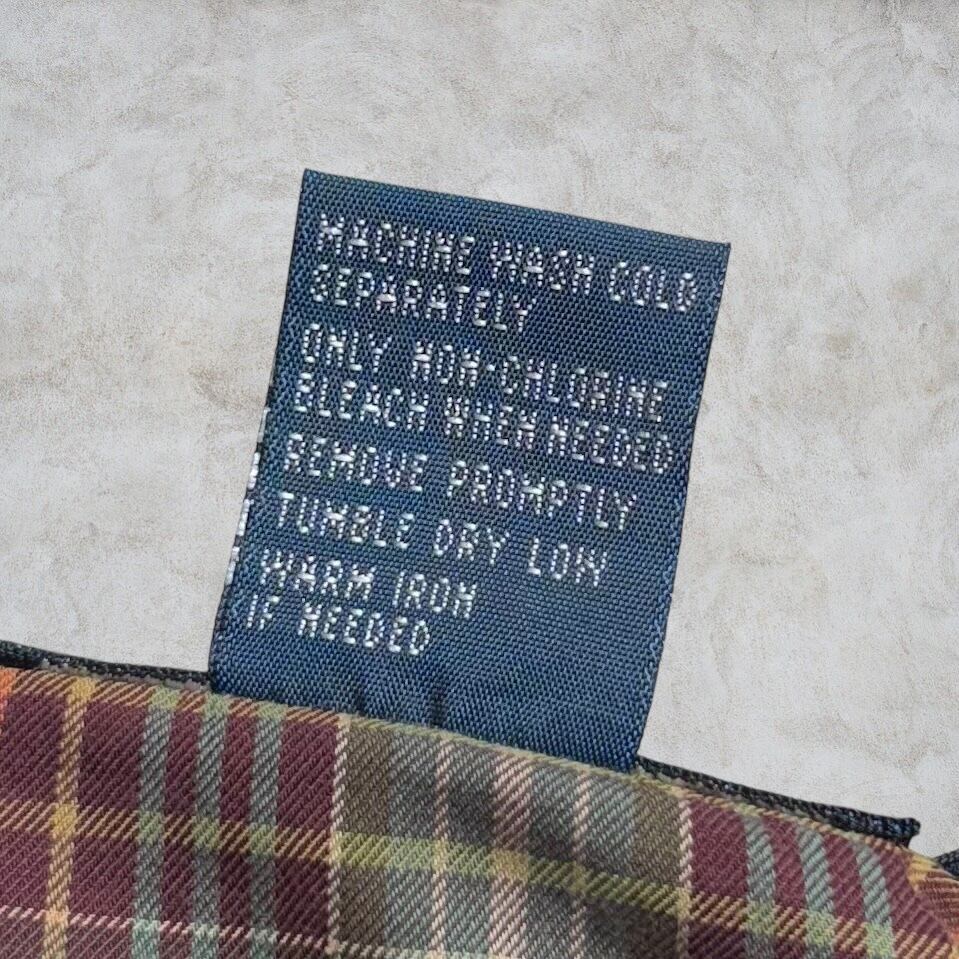 MACHINE WASH COLD
SEPARATELY
ONLY NON-CHLORINE
BLEACH WHEN NEEDED
REMOVE PROMPTLY
TUMBLE DRY LOW
WARM IRON
IF NEEDED